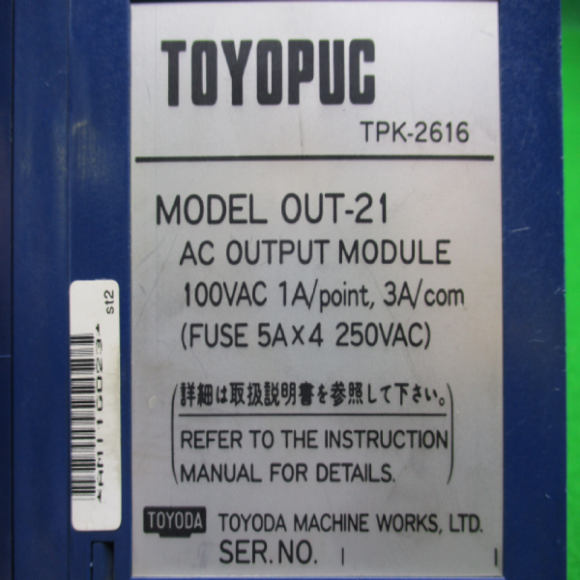 TOYOPUC
TPK-2616
MODEL OUT-21
AC OUTPUT MODULE
100VAC 1A/point, 3A/com
(FUSE 5A×4 250VAC)
(詳細は取扱説明書を参照して下さい。
REFER TO THE INSTRUCTION
MANUAL FOR DETAILS.)
TOYODA TOYODA MACHINE WORKS, LTD.
SER. NO.
st2